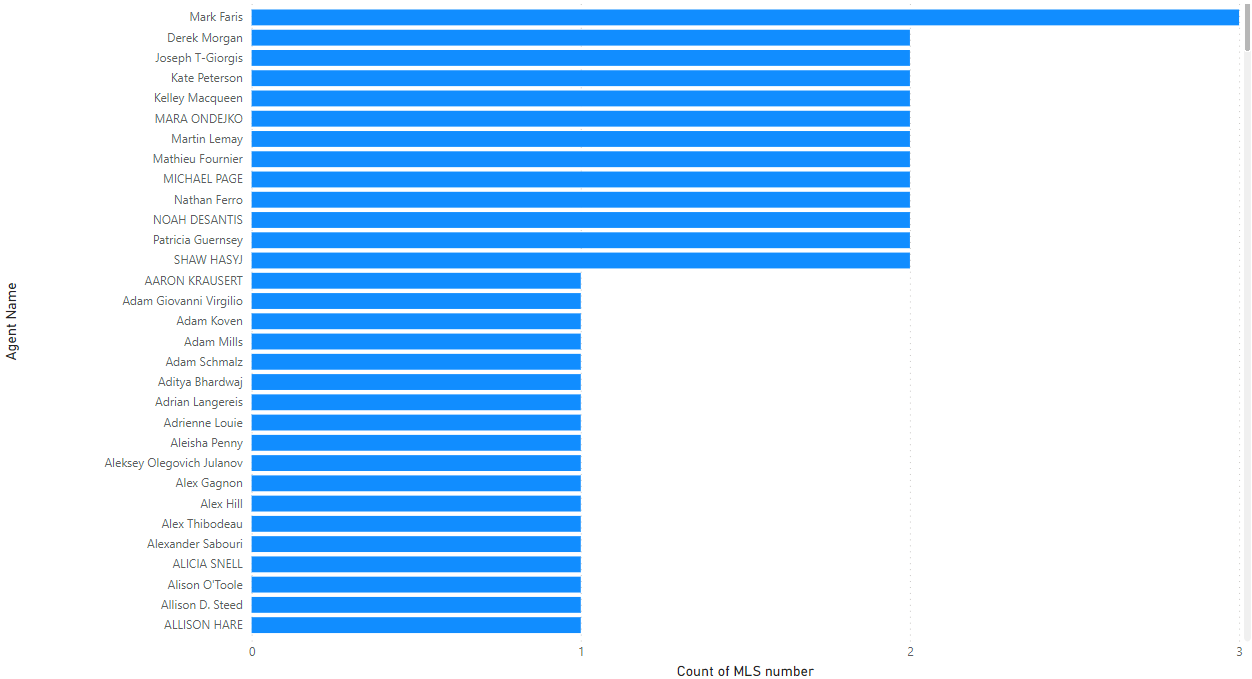 Agent Name
Mark Faris
Derek Morgan
Joseph T-Giorgis
Kate Peterson
Kelley Macqueen
MARA ONDEJKO
Martin Lemay
Mathieu Fournier
MICHAEL PAGE
Nathan Ferro
NOAH DESANTIS
Patricia Guernsey
SHAW HASYJ
AARON KRAUSERT
Adam Giovanni Virgilio
Adam Koven
Adam Mills
Adam Schmalz
Aditya Bhardwaj
Adrian Langereis
Adrienne Louie
Aleisha Penny
Aleksey Olegovich Julanov
Alex Gagnon
Alex Hill
Alex Thibodeau
Alexander Sabouri
ALICIA SNELL
Alison O'Toole
Allison D. Steed
ALLISON HARE
0 1 2 3
Count of MLS number